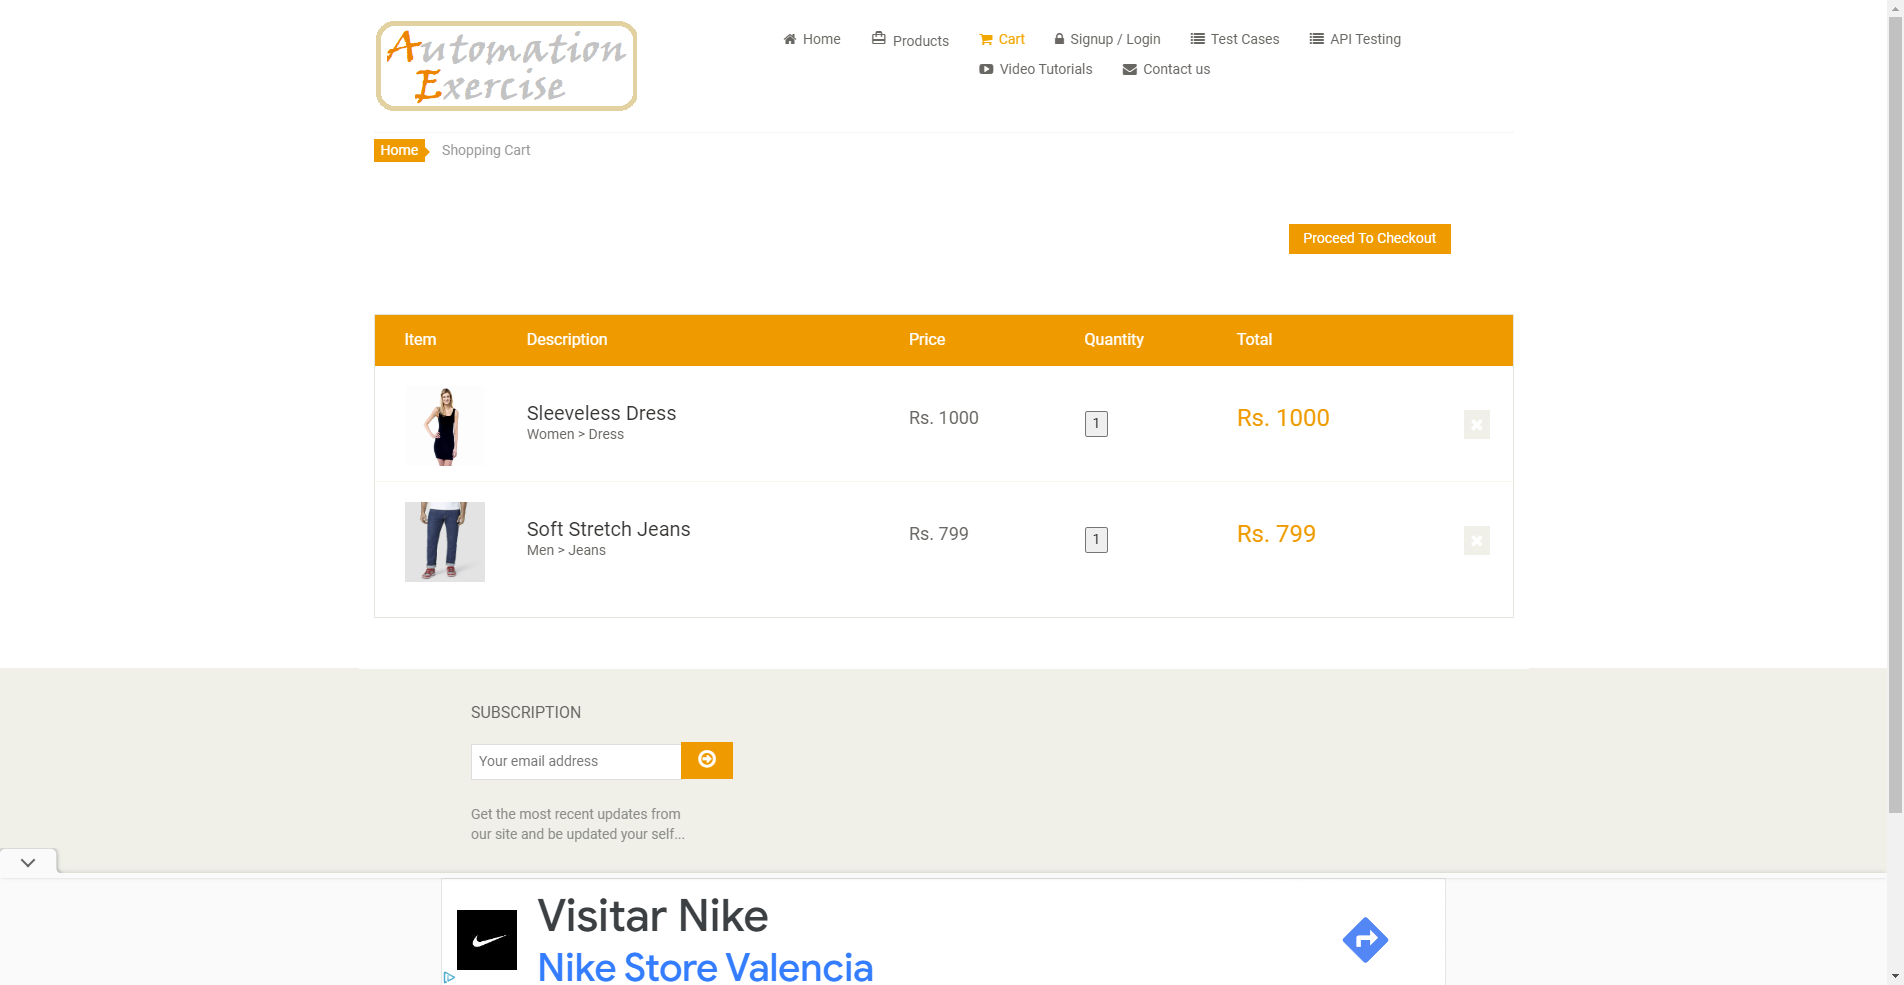 Automation
Exercise
Home
Products
Cart
Signup / Login
Test Cases
API Testing
Video Tutorials
Contact us
Home
Shopping Cart
Proceed To Checkout
Item Description Price Quantity Total
Sleeveless Dress
Women > Dress
Rs. 1000
1
Rs. 1000
Soft Stretch Jeans
Men > Jeans
Rs. 799
1
Rs. 799
SUBSCRIPTION
Your email address
Get the most recent updates from
our site and be updated your self...
Visitar Nike
Nike Store Valencia